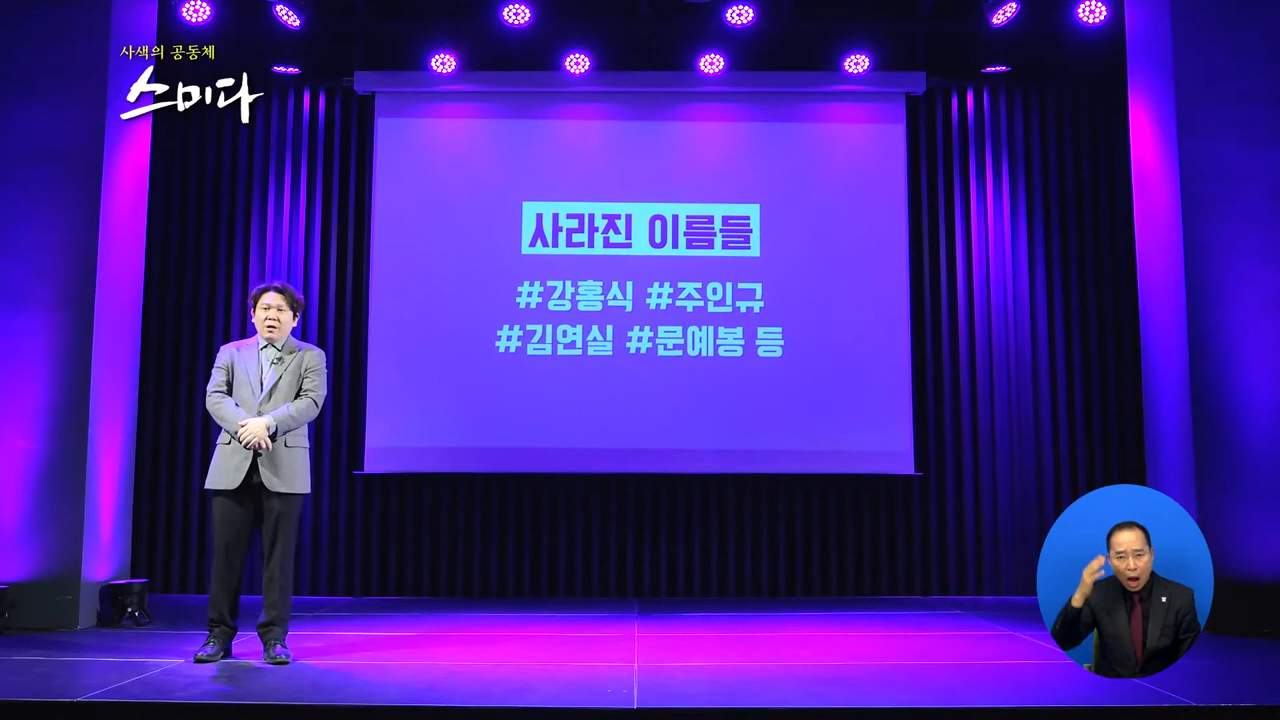 사색의 공동체
스미다
사라진 이름들
#강홍식 #주인규
#김연실 #문예봉 등